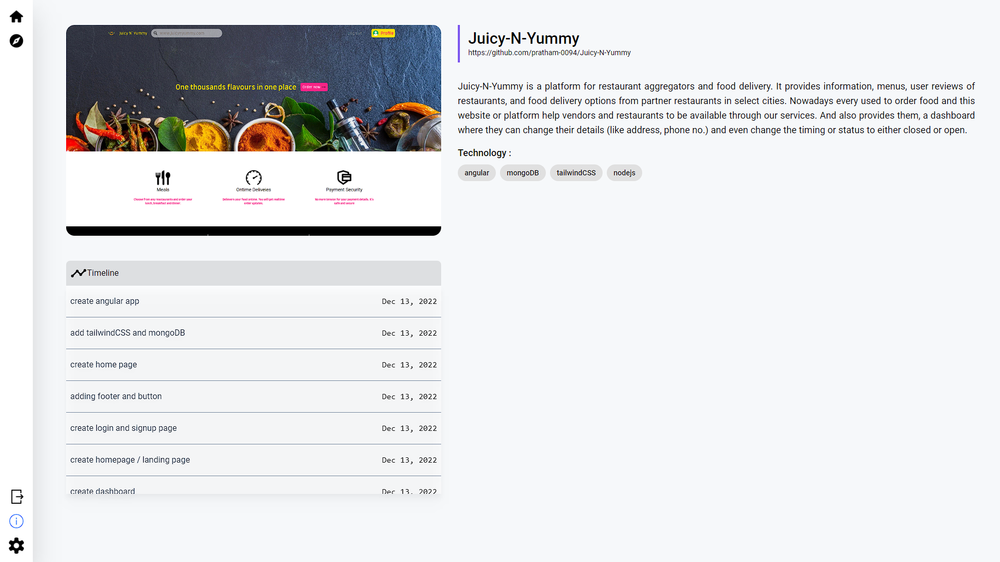 Juicy N' Yummy
www.juicynyummy.com
Log out
Profile
One thousands flavours in one place
Order now
Meals
Choose from any reastaurants and order your
lunch, breakfast and dinner.
Ontime Deliveies
Delievers your food ontime. You will get realtime
order updates.
Payment Security
No more tension for your payment details. It's
safe and secure
Timeline
create angular app Dec 13, 2022
add tailwindCSS and mongoDB Dec 13, 2022
create home page Dec 13, 2022
adding footer and button Dec 13, 2022
create login and signup page Dec 13, 2022
create homepage / landing page Dec 13, 2022
create dashboard Dec 13, 2022
Juicy-N-Yummy
https://github.com/pratham-0094/Juicy-N-Yummy
Juicy-N-Yummy is a platform for restaurant aggregators and food delivery. It provides information, menus, user reviews of
restaurants, and food delivery options from partner restaurants in select cities. Nowadays every used to order food and this
website or platform help vendors and restaurants to be available through our services. And also provides them, a dashboard
where they can change their details (like address, phone no.) and even change the timing or status to either closed or open.
Technology :
angular
mongoDB
tailwindCSS
nodejs